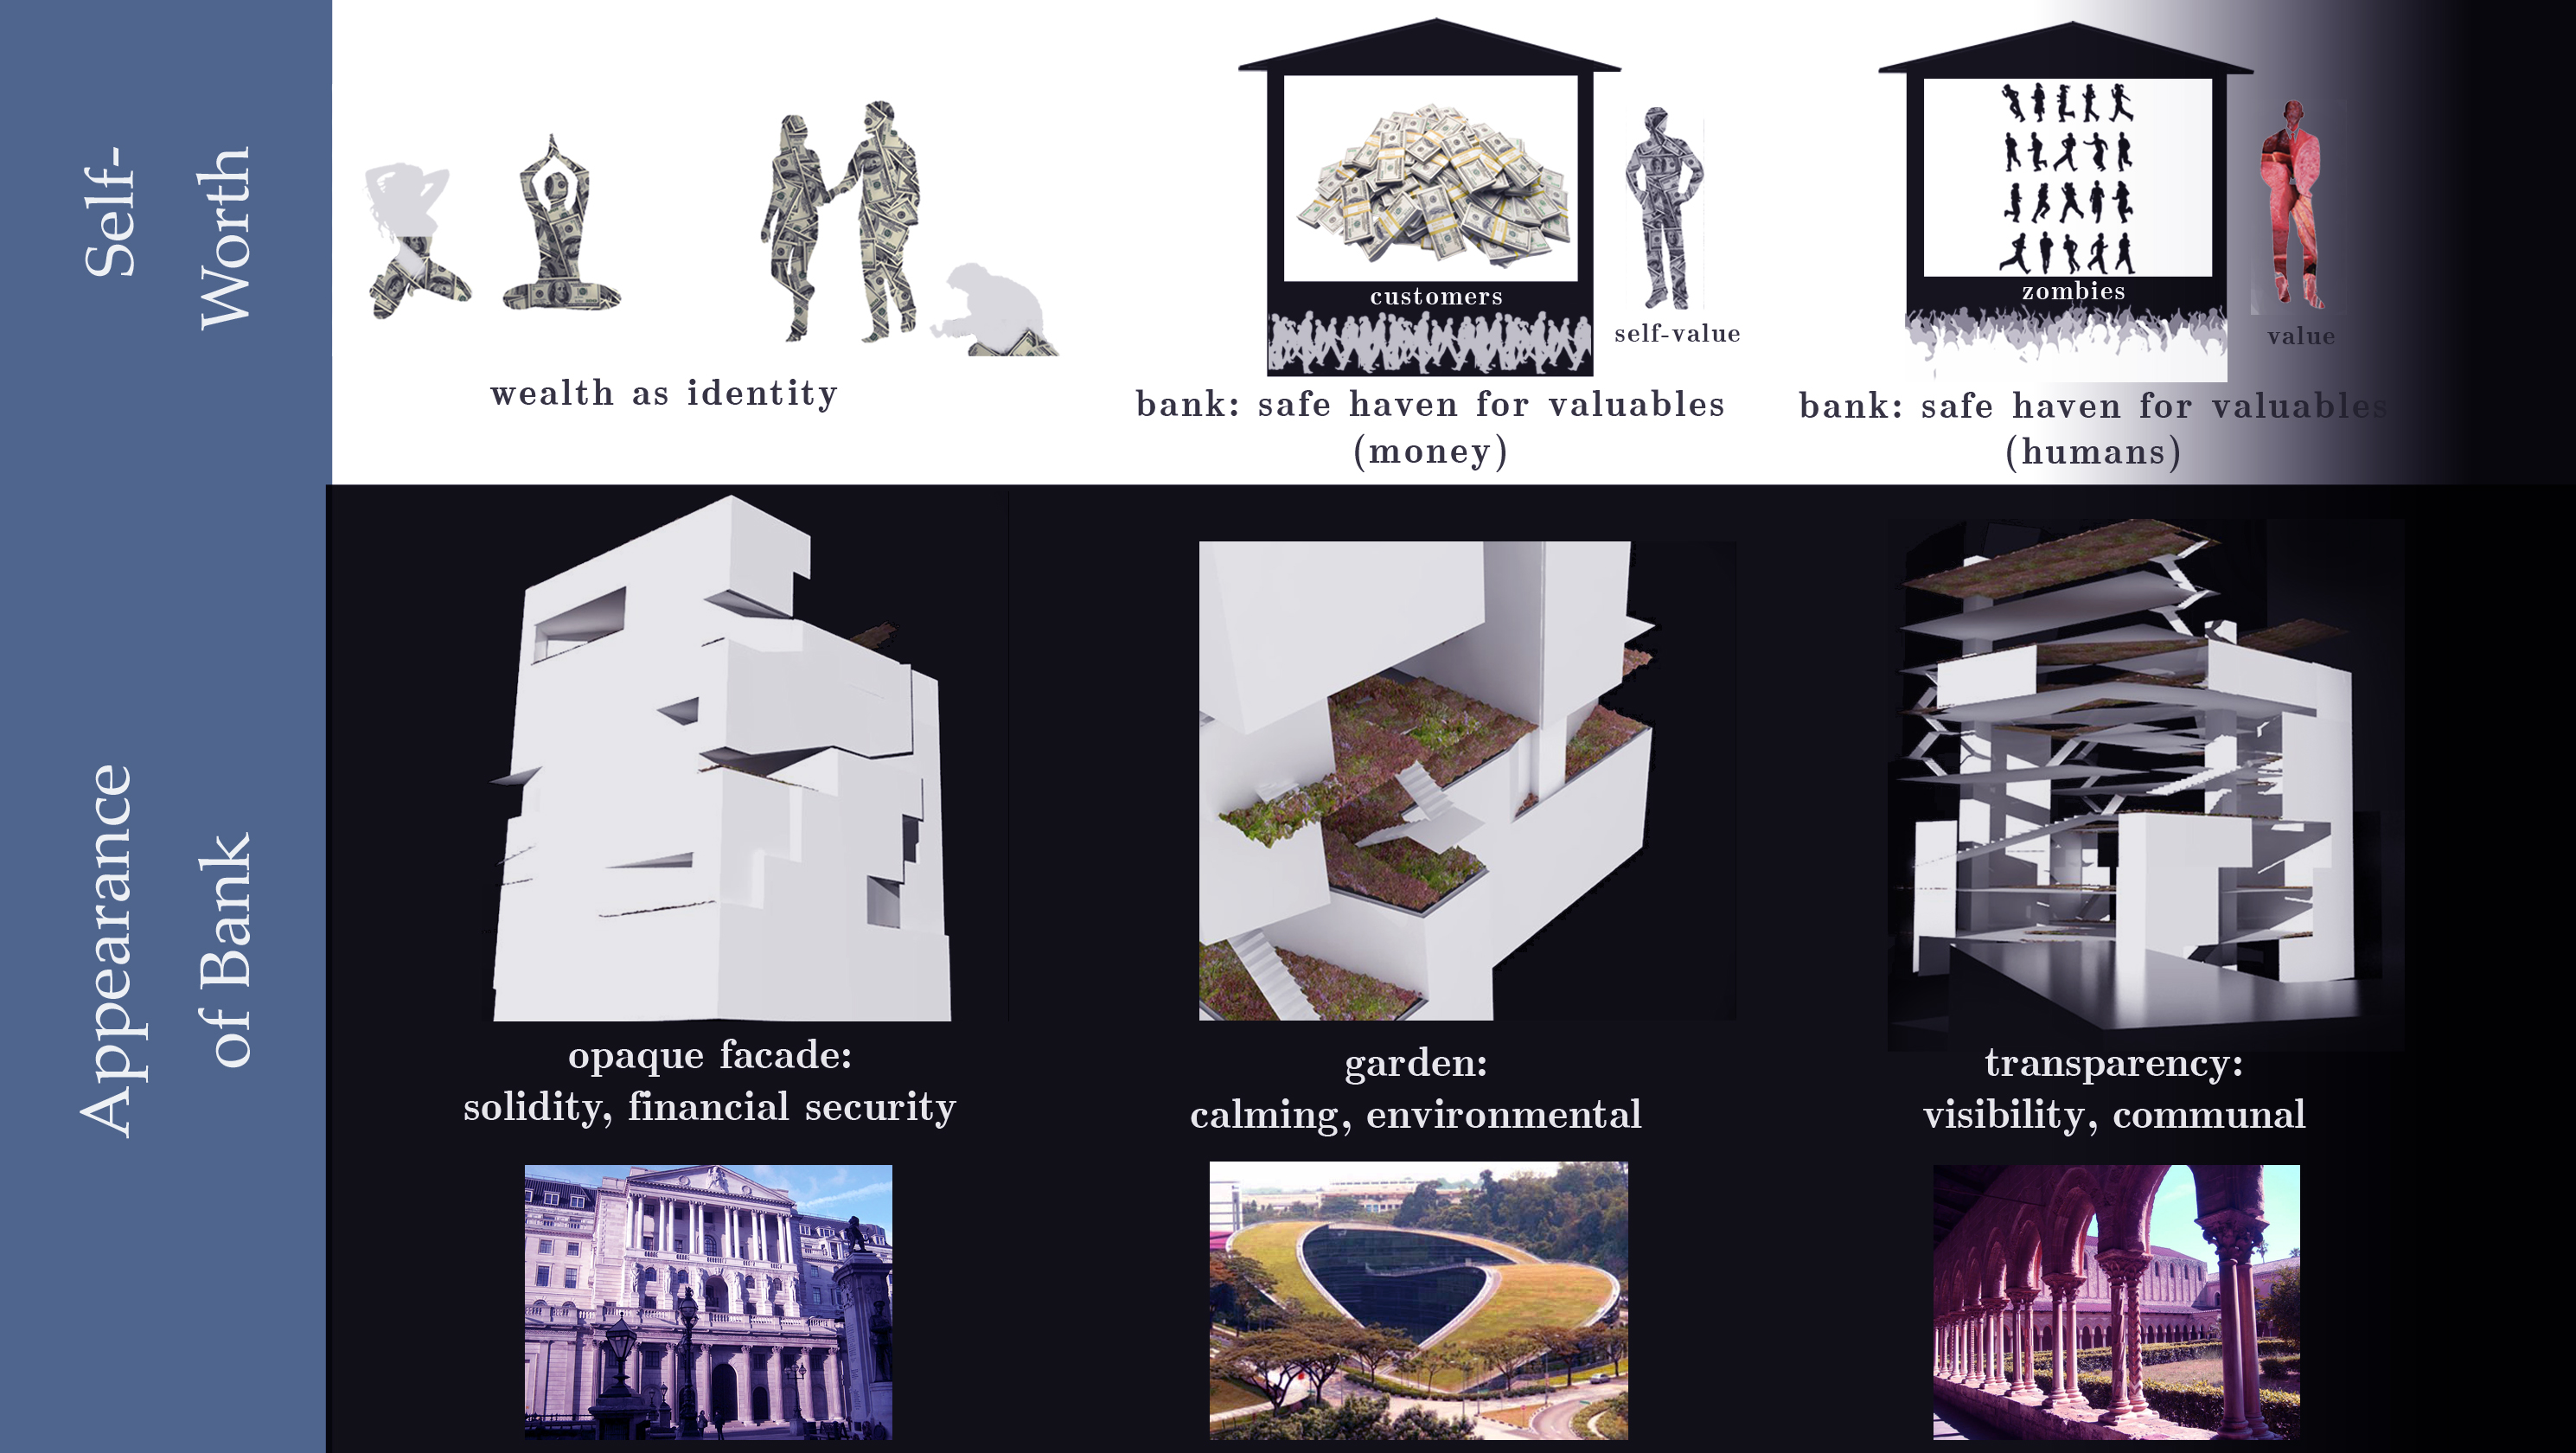 Self-
Worth
wealth as identity
customers
self-value
bank: safe haven for valuables
(money)
zombies
value
bank: safe haven for valuables
(humans)
Appearance
of Bank
opaque facade:
solidity, financial security
garden:
calming, environmental
transparency:
visibility, communal